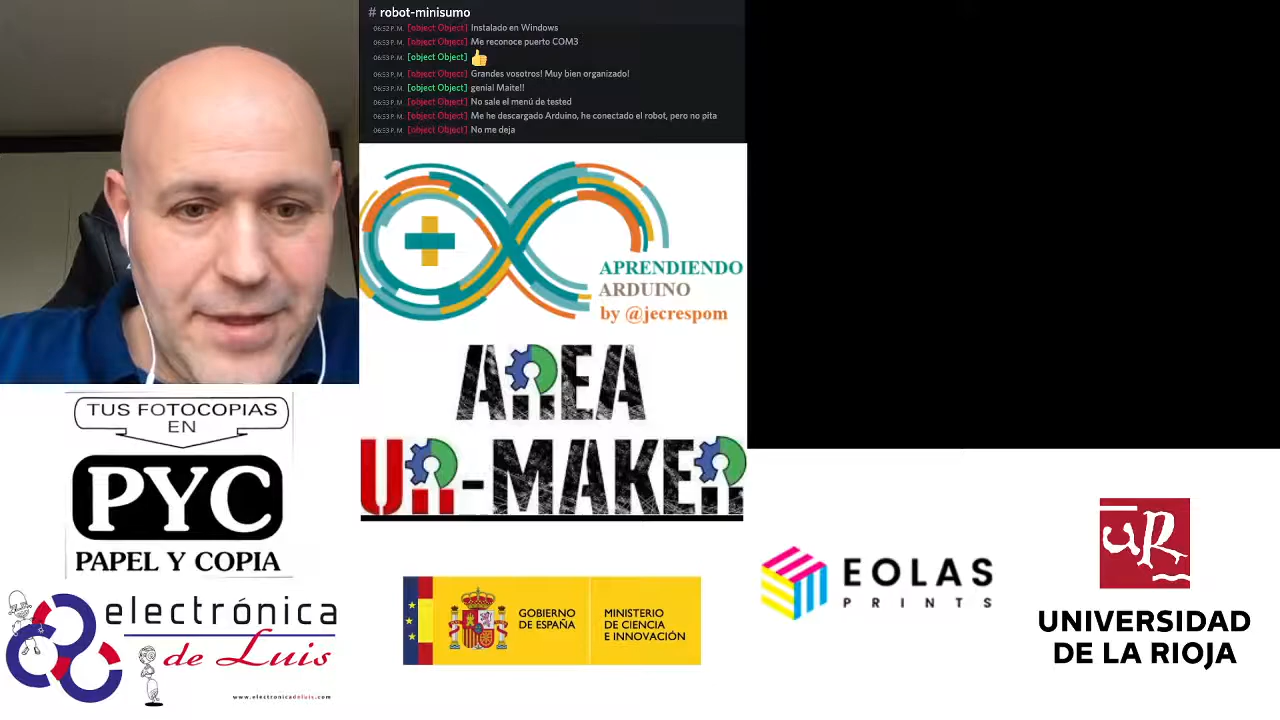 # robot-minisumo
06:52 P. M. [object Object] Instalado en Windows
06:53 P. M. [object Object] Me reconoce puerto COM3
06:53 P. M. [object Object] 👍
06:53 P. M. [object Object] Grandes vosotros! Muy bien organizado!
06:53 P. M. [object Object] genial Maite!!
06:53 P. M. [object Object] No sale el menú de tested
06:53 P. M. [object Object] Me he descargado Arduino, he conectado el robot, pero no pita
06:53 P. M. [object Object] No me deja
APRENDIENDO
ARDUINO
by @jecrespom
AREA
UR-MAKER
TUS FOTOCOPIAS
EN
PYC
PAPEL Y COPIA
electrónica
de Luis
www.electronicadeluis.com
GOBIERNO
DE ESPAÑA
MINISTERIO
DE CIENCIA
E INNOVACIÓN
EOLAS
PRINTS
UR
UNIVERSIDAD
DE LA RIOJA